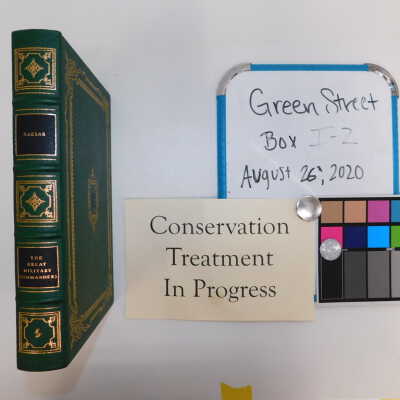 CAESAR
THE
GREAT
MILITARY
COMMANDERS
Green Street
Box I-2
August 26, 2020
Conservation
Treatment
In Progress